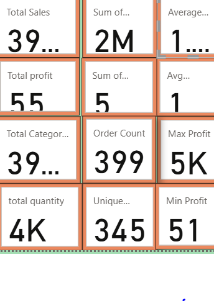 Total Sales
39...
Sum of...
2M
Average...
1....
Total profit
55
Sum of...
5
Avg...
1
Total Categor...
39...
Order Count
399
Max Profit
5K
total quantity
4K
Unique...
345
Min Profit
51